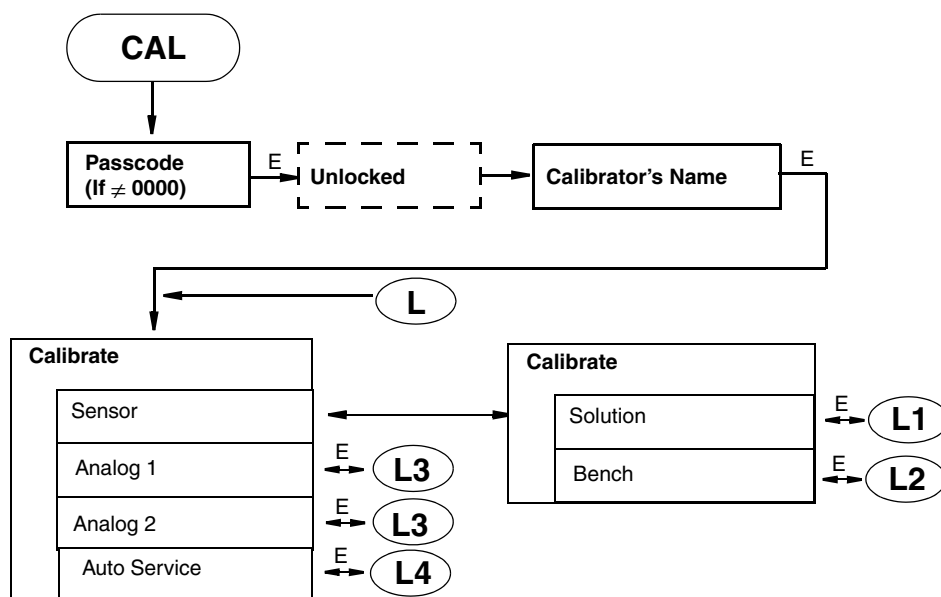 CAL
Passcode
(If ≠ 0000)
E
Unlocked
Calibrator's Name
E
L
Calibrate
Sensor
Analog 1
E
L3
Analog 2
E
L3
Auto Service
E
L4
Calibrate
Solution
E
L1
Bench
E
L2